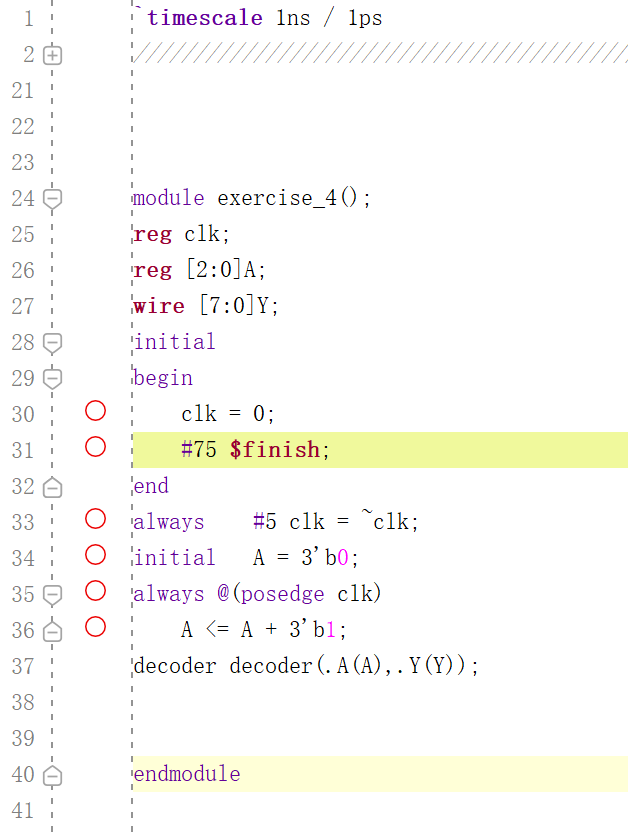 1 `timescale 1ns / 1ps
2 //////////////////////////////////////////
21
22
23
24 module exercise_4();
25 reg clk;
26 reg [2:0]A;
27 wire [7:0]Y;
28 initial
29 begin
30 clk = 0;
31 #75 $finish;
32 end
33 always #5 clk = ~clk;
34 initial A = 3'b0;
35 always @(posedge clk)
36 A <= A + 3'b1;
37 decoder decoder(.A(A),.Y(Y));
38
39
40 endmodule
41